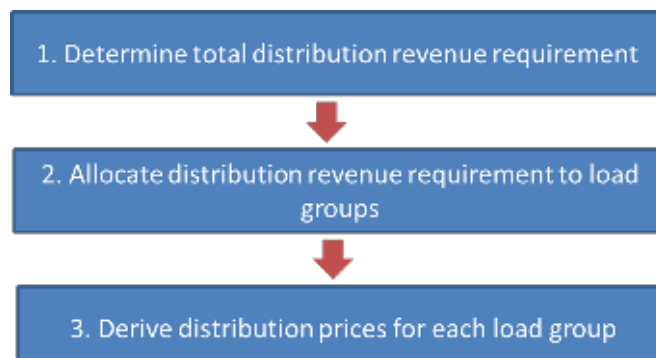 1. Determine total distribution revenue requirement
2. Allocate distribution revenue requirement to load
groups
3. Derive distribution prices for each load group